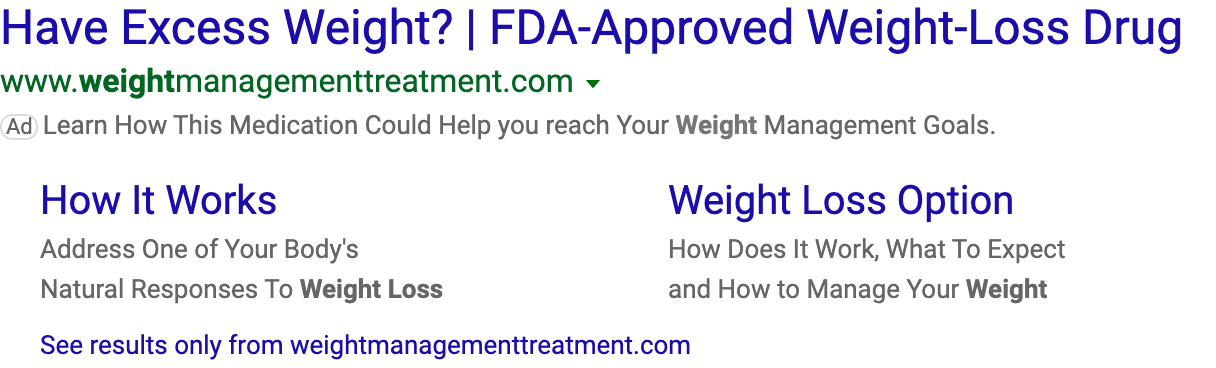 Have Excess Weight? | FDA-Approved Weight-Loss Drug
www.weightmanagementtreatment.com
Ad Learn How This Medication Could Help you reach Your Weight Management Goals.
How It Works
Address One of Your Body's
Natural Responses To Weight Loss
Weight Loss Option
How Does It Work, What To Expect
and How to Manage Your Weight
See results only from weightmanagementtreatment.com